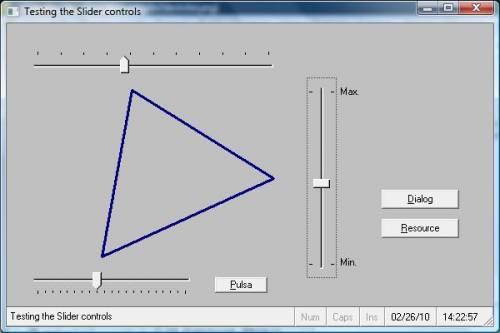 Testing the Slider controls
Max.
Dialog
Resource
Min.
Pulsa
Testing the Slider controls Num Caps Ins 02/26/10 14:22:57